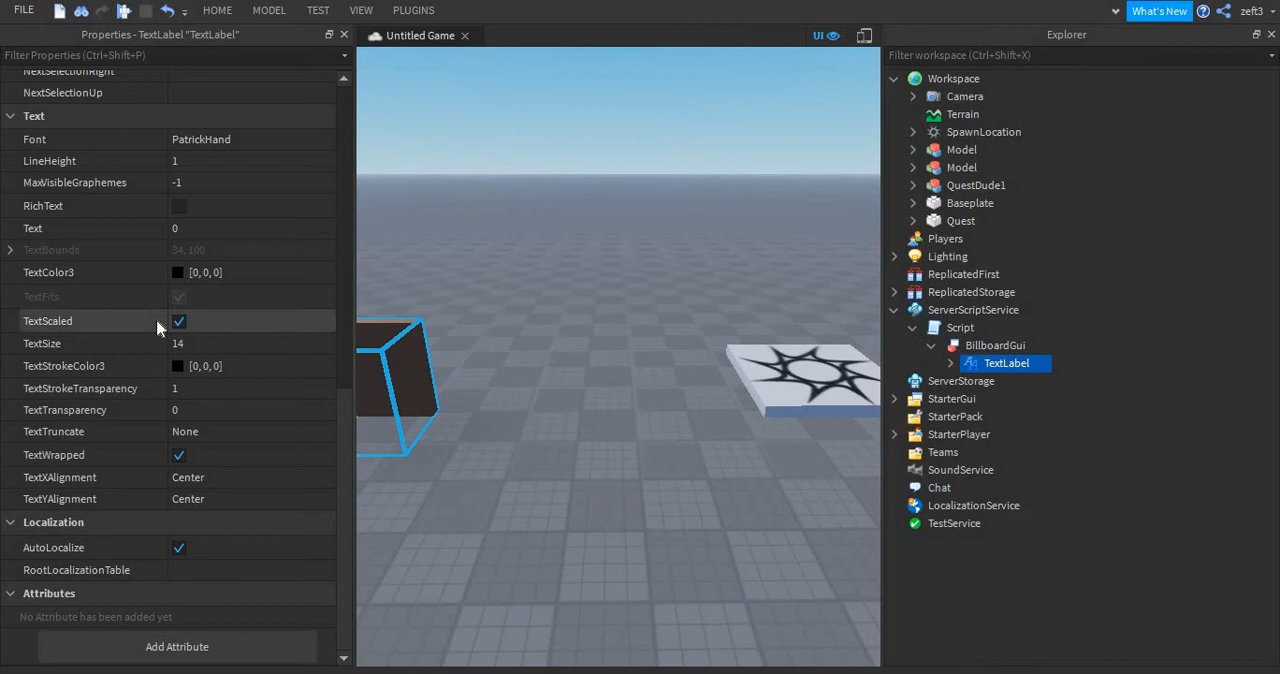 FILE HOME MODEL TEST VIEW PLUGINS What's New zeft3
Properties - TextLabel "TextLabel"
Filter Properties (Ctrl+Shift+P)
NextSelectionRight
NextSelectionUp
Text
Font PatrickHand
LineHeight 1
MaxVisibleGraphemes -1
RichText
Text 0
TextBounds 34, 100
TextColor3 [0, 0, 0]
TextFits
TextScaled
TextSize 14
TextStrokeColor3 [0, 0, 0]
TextStrokeTransparency 1
TextTransparency 0
TextTruncate None
TextWrapped
TextXAlignment Center
TextYAlignment Center
Localization
AutoLocalize
RootLocalizationTable
Attributes
No Attribute has been added yet
Add Attribute
Untitled Game UI
Explorer
Filter workspace (Ctrl+Shift+X)
Workspace
Camera
Terrain
SpawnLocation
Model
Model
QuestDude1
Baseplate
Quest
Players
Lighting
ReplicatedFirst
ReplicatedStorage
ServerScriptService
Script
BillboardGui
TextLabel
ServerStorage
StarterGui
StarterPack
StarterPlayer
Teams
SoundService
Chat
LocalizationService
TestService